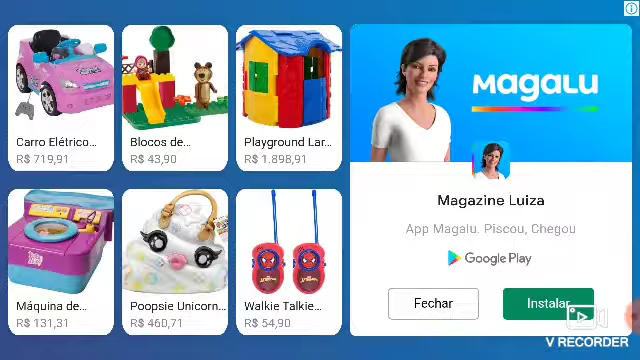 Carro Elétrico...
R$ 719,91
Blocos de...
R$ 43,90
Playground Lar...
R$ 1.898,91
Máquina de...
R$ 131,31
Poopsie Unicorn...
R$ 460,71
Walkie Talkie...
R$ 54,90
Magalu
Magazine Luiza
App Magalu. Piscou, Chegou
Google Play
Fechar
Instalar
V RECORDER